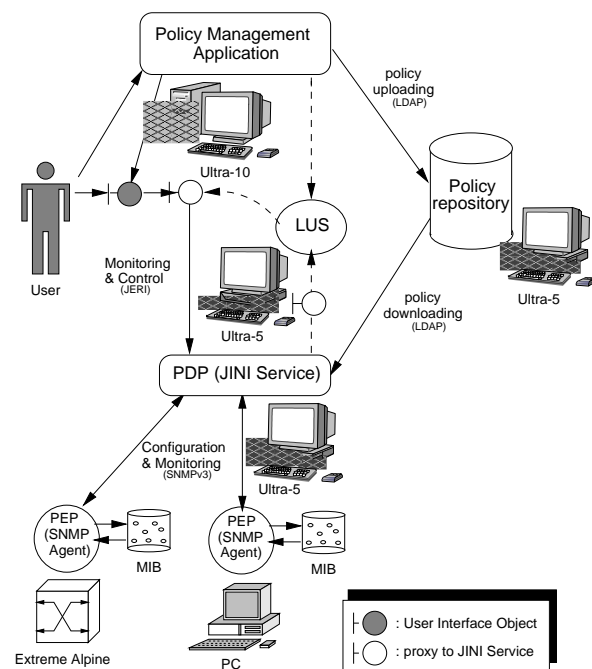 Policy Management
Application
policy
uploading
(LDAP)
Ultra-10
Policy
repository
LUS
User
Monitoring
& Control
(JERI)
Ultra-5
Ultra-5
policy
downloading
(LDAP)
PDP (JINI Service)
Configuration
& Monitoring
(SNMPv3)
Ultra-5
PEP
(SNMP
Agent)
MIB
PEP
(SNMP
Agent)
MIB
Extreme Alpine
PC
: User Interface Object
: proxy to JINI Service